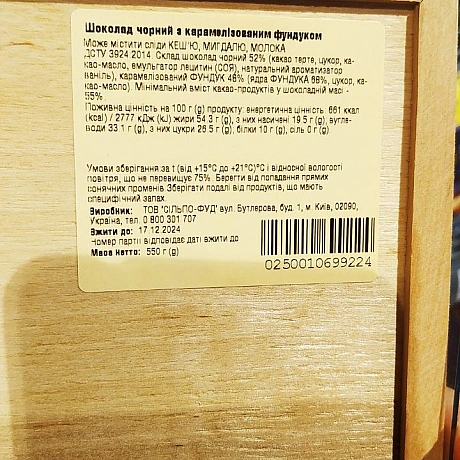 Шоколад чорний з карамелізованим фундуком
Може містити сліди КЕШ'Ю, МИГДАЛЮ, МОЛОКА
ДСТУ 3924 2014. Склад шоколад чорний 52% (какао терте, цукор, ка-
као-масло, емульгатор лецитин (СОЯ), натуральний ароматизатор
ваніль), карамелізований ФУНДУК 48% (ядра ФУНДУКА 68%, цукор, ка-
као-масло). Мінімальний вміст какао-продуктів у шоколадній масі -
55%
Поживна цінність на 100 г (g) продукту: енергетична цінність: 661 ккал
(kcal) / 2777 кДж (kJ) жири 54.3 г (g), з них насичені 19.5 г (g), вугле-
води 33.1 г (g), з них цукри 26.5 г (g), білки 10 г (g), сіль 0 г (g)
Умови зберігання за t (від +15°С до +21°С)°С і відносної вологості
повітря, що не перевищує 75%. Берегти від попадання прямих
сонячних променів Зберігати подалі від продуктів, що мають
специфічний запах.
Виробник: ТОВ "СІЛЬПО-ФУД" вул. Бутлерова, буд. 1, м. Київ, 02090,
Україна, тел. 0 800 301 707
Вжити до: 17.12.2024
Номер партії відповідає даті вжити до
Маса нетто: 550 г (g)
0250010699224